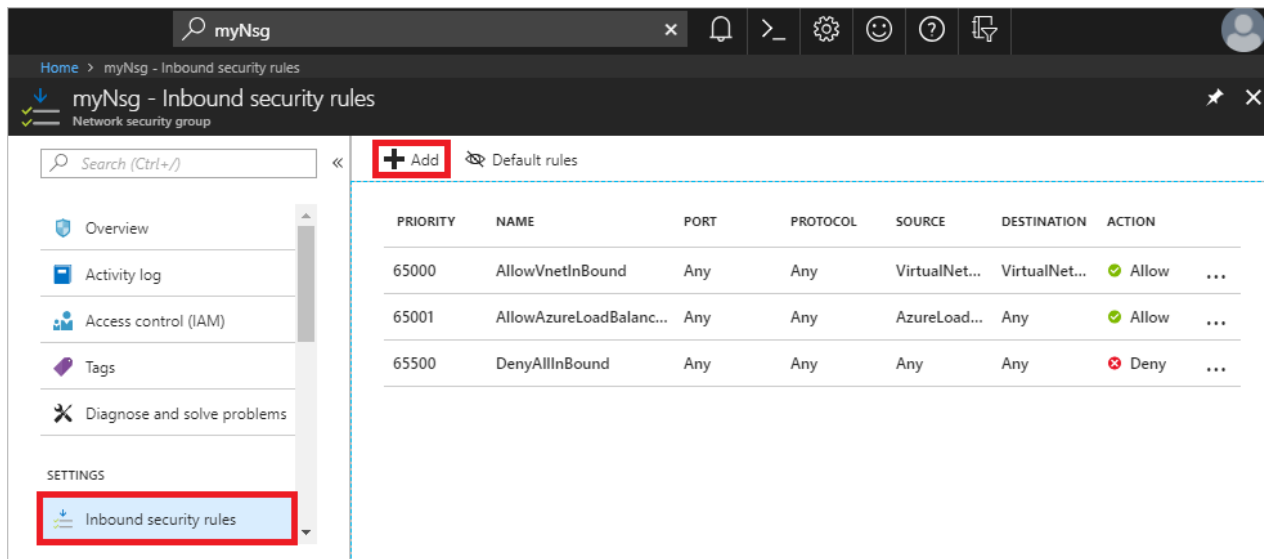 myNsg
Home > myNsg - Inbound security rules
myNsg - Inbound security rules
Network security group
Search (Ctrl+/)
Add
Default rules
Overview
Activity log
Access control (IAM)
Tags
Diagnose and solve problems
SETTINGS
Inbound security rules
PRIORITY NAME PORT PROTOCOL SOURCE DESTINATION ACTION
65000 AllowVnetInBound Any Any VirtualNet... VirtualNet... Allow ...
65001 AllowAzureLoadBalanc... Any Any AzureLoad... Any Allow ...
65500 DenyAllInBound Any Any Any Any Deny ...